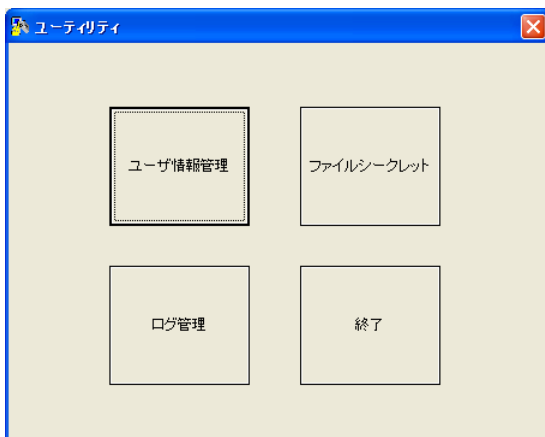 ユーティリティ
ユーザ情報管理
ファイルシークレット
ログ管理
終了